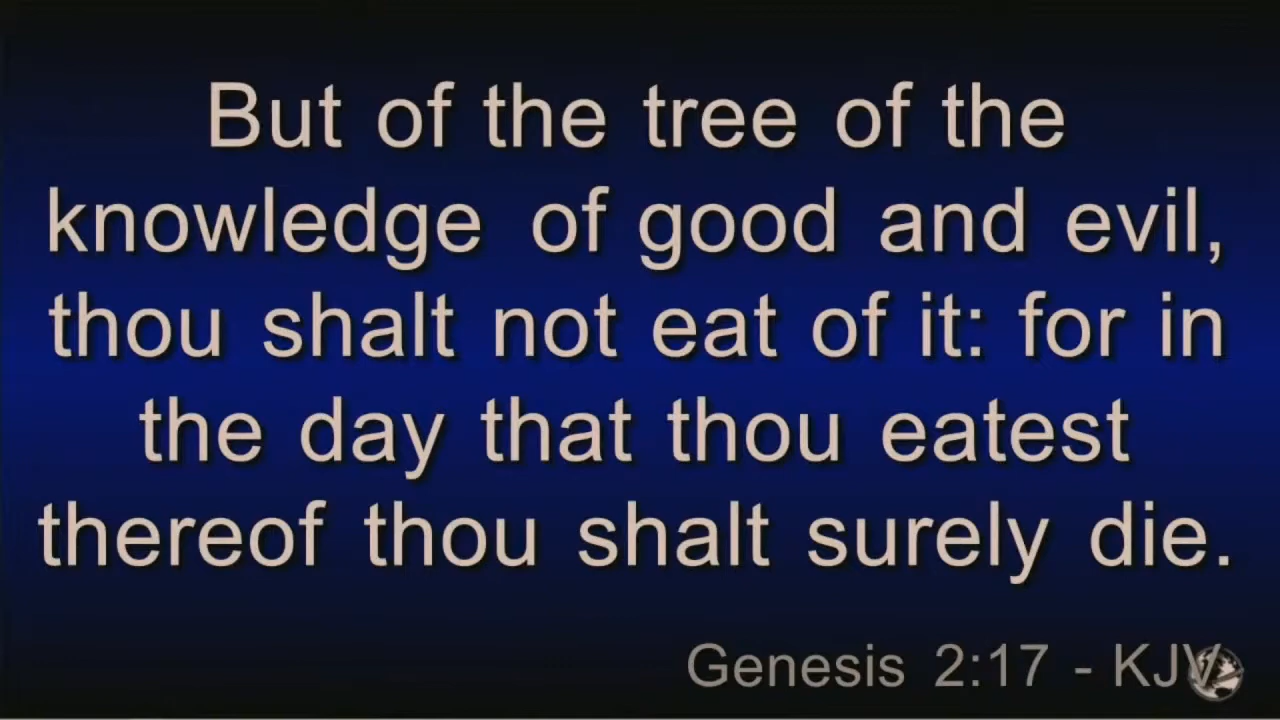 But of the tree of the
knowledge of good and evil,
thou shalt not eat of it: for in
the day that thou eatest
thereof thou shalt surely die.
Genesis 2:17 - KJV